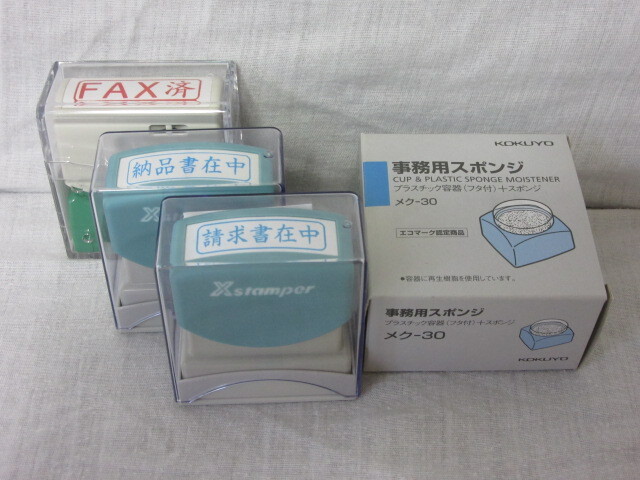 FAX済
納品書在中
X
請求書在中
Xstamper
KOKUYO
事務用スポンジ
CUP & PLASTIC SPONGE MOISTENER
プラスチック容器(フタ付)+スポンジ
メク-30
エコマーク認定商品
●容器に再生樹脂を使用しています。
事務用スポンジ
プラスチック容器(フタ付)+スポンジ
メク-30
KOKUYO